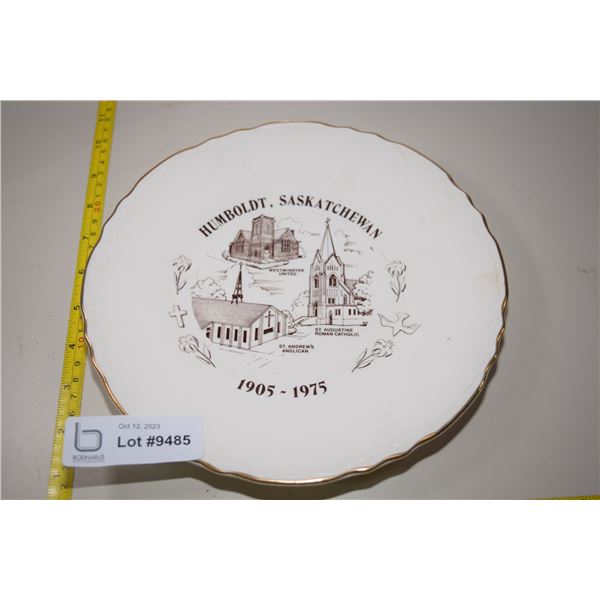 HUMBOLDT, SASKATCHEWAN
WESTMINSTER
UNITED
ST. AUGUSTINE
ROMAN CATHOLIC
ST. ANDREW'S
ANGLICAN
1905 - 1975
Oct 12, 2023
Lot #9485
BODNARUS